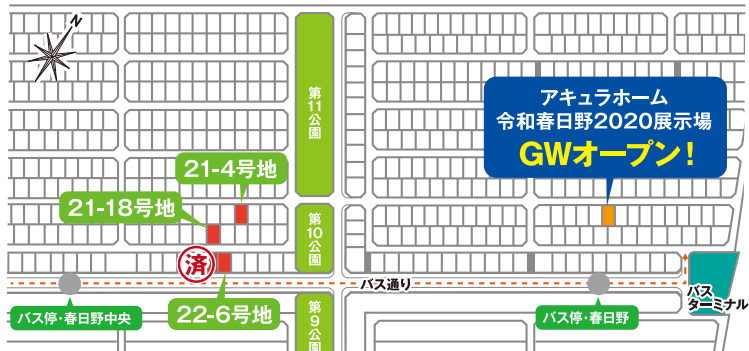 N
第11公園
アキュラホーム
令和春日野2020展示場
GWオープン!
21-4号地
21-18号地
第10公園
済
22-6号地
バス通り
バス停・春日野中央
バス停・春日野
バス
ターミナル
第9公園